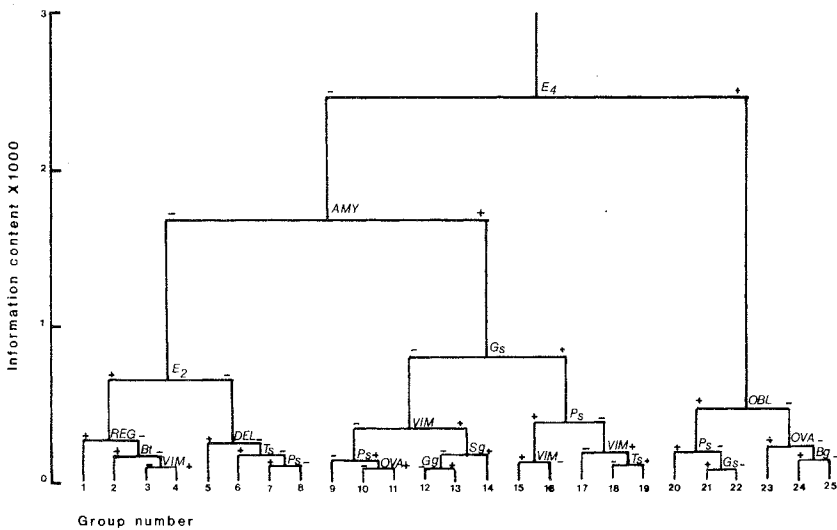 3
E4
- +
2
AMY
- +
Information content X1000
1
Gs
- +
E2
+ -
Ps
+ -
OBL
+ -
VIM
- +
REG
+ -
DEL
+ -
Bt
+ -
Ts
+ -
Sg
- +
VIM
- +
Ps
+ -
OVA
+ -
VIM
- +
Ps
+ -
Ps
- +
OVA
- +
Gg
- +
VIM
+ -
Ts
- +
Gs
+ -
Bg
+ -
0
1 2 3 4 5 6 7 8 9 10 11 12 13 14 15 16 17 18 19 20 21 22 23 24 25
Group number